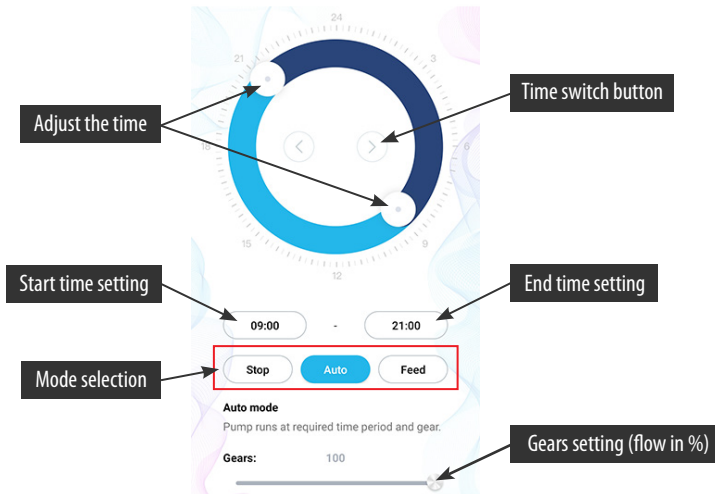 24
21
3
Time switch button
Adjust the time
18
6
15
9
12
Start time setting
End time setting
09:00 - 21:00
Mode selection
Stop Auto Feed
Auto mode
Pump runs at required time period and gear.
Gears: 100
Gears setting (flow in %)